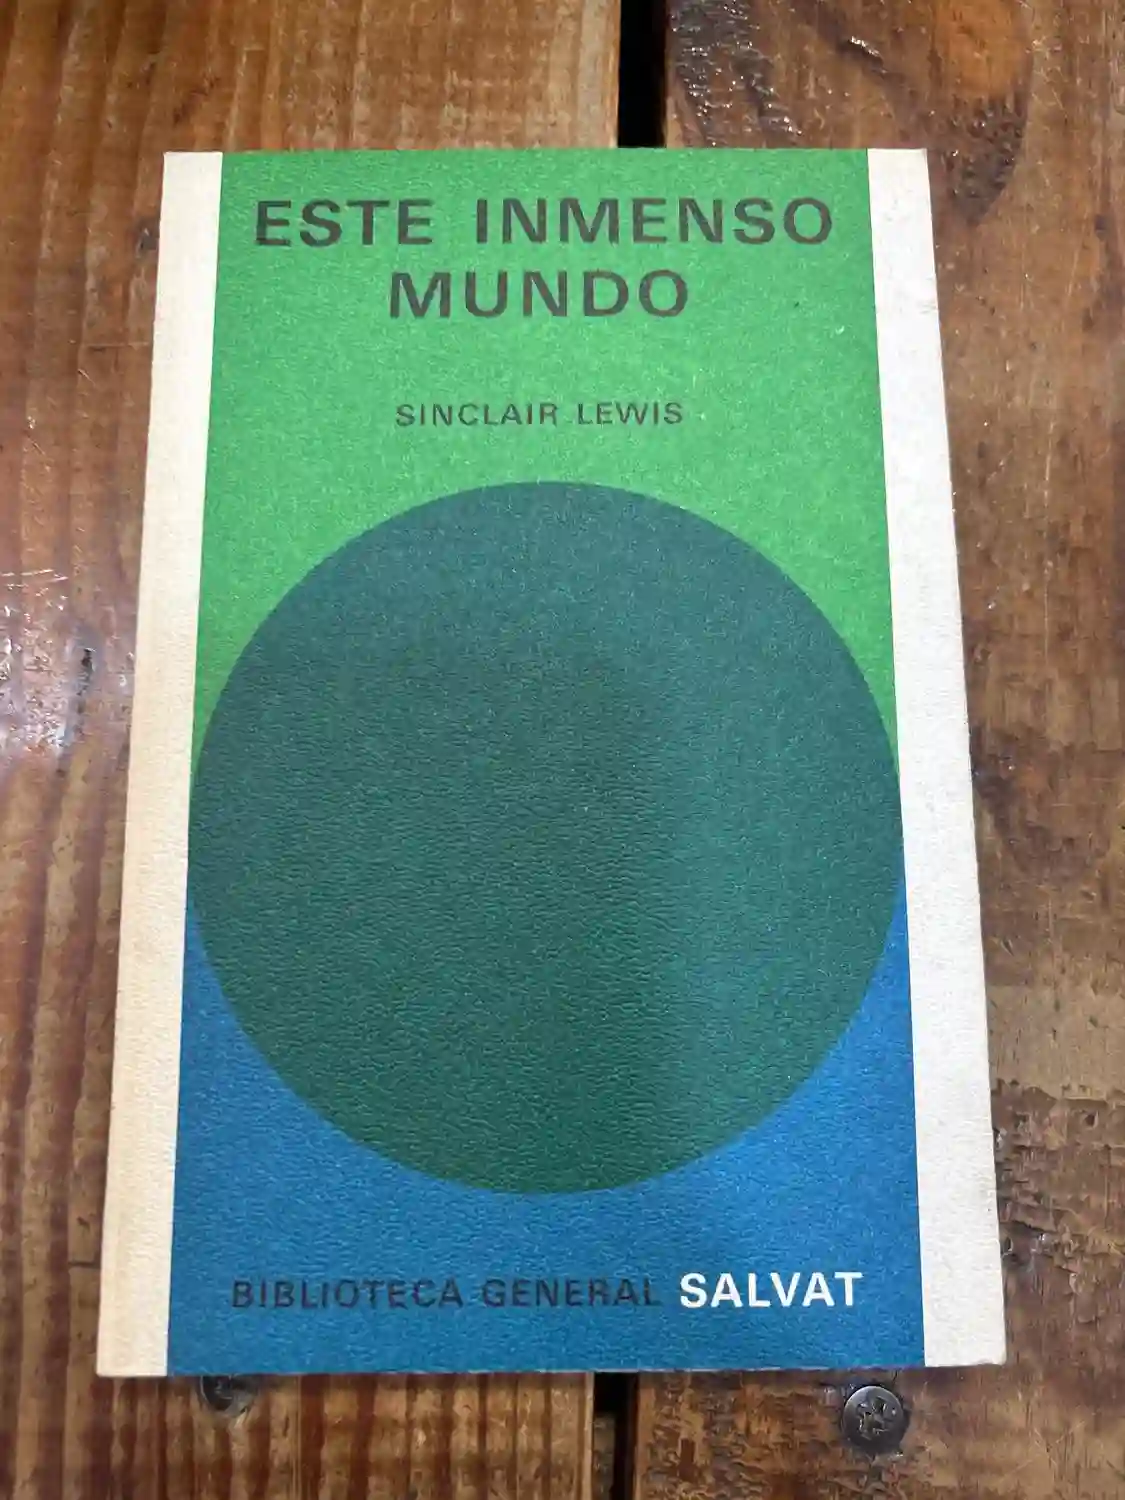 ESTE INMENSO
MUNDO
SINCLAIR LEWIS
BIBLIOTECA GENERAL SALVAT